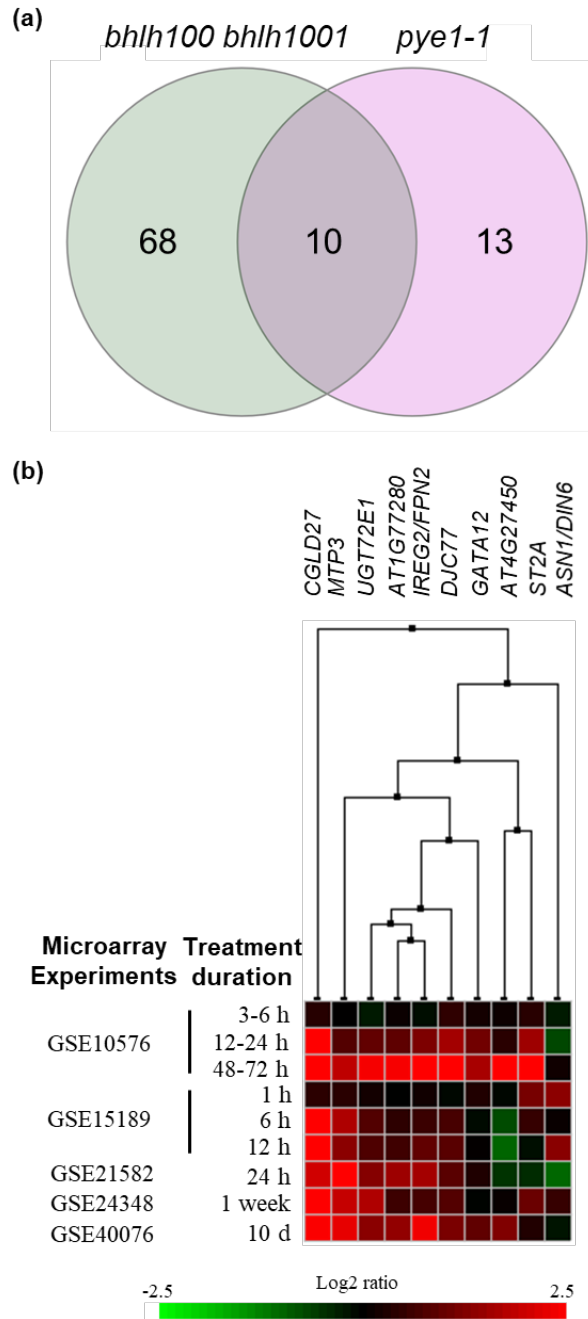 (a)
bhlh100 bhlh1001 pye1-1
68 10 13
(b)
CGLD27
MTP3
UGT72E1
AT1G77280
IREG2/FPN2
DJC77
GATA12
AT4G27450
ST2A
ASN1/DIN6
Microarray Treatment
Experiments duration
3-6 h
GSE10576 12-24 h
48-72 h
1 h
GSE15189 6 h
12 h
GSE21582 24 h
GSE24348 1 week
GSE40076 10 d
-2.5 Log2 ratio 2.5